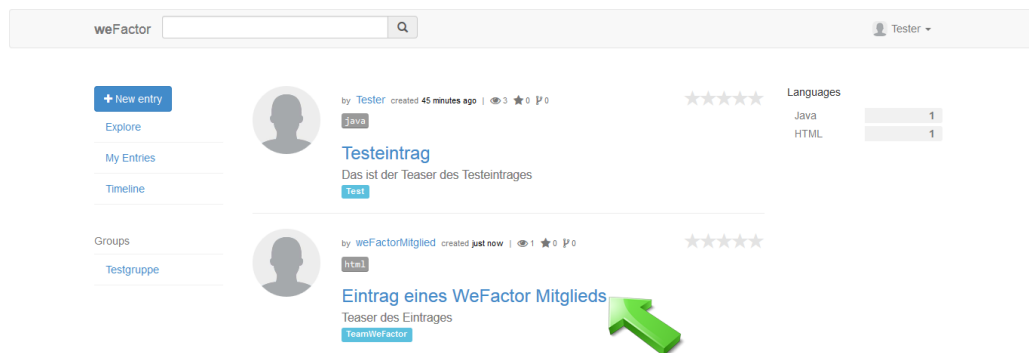 weFactor
Tester
+ New entry
Explore
My Entries
Timeline
Groups
Testgruppe
by Tester created 45 minutes ago | 3 0 0
java
Testeintrag
Das ist der Teaser des Testeintrages
Test
by weFactorMitglied created just now | 1 0 0
html
Eintrag eines WeFactor Mitglieds
Teaser des Eintrages
TeamWeFactor
Languages
Java 1
HTML 1